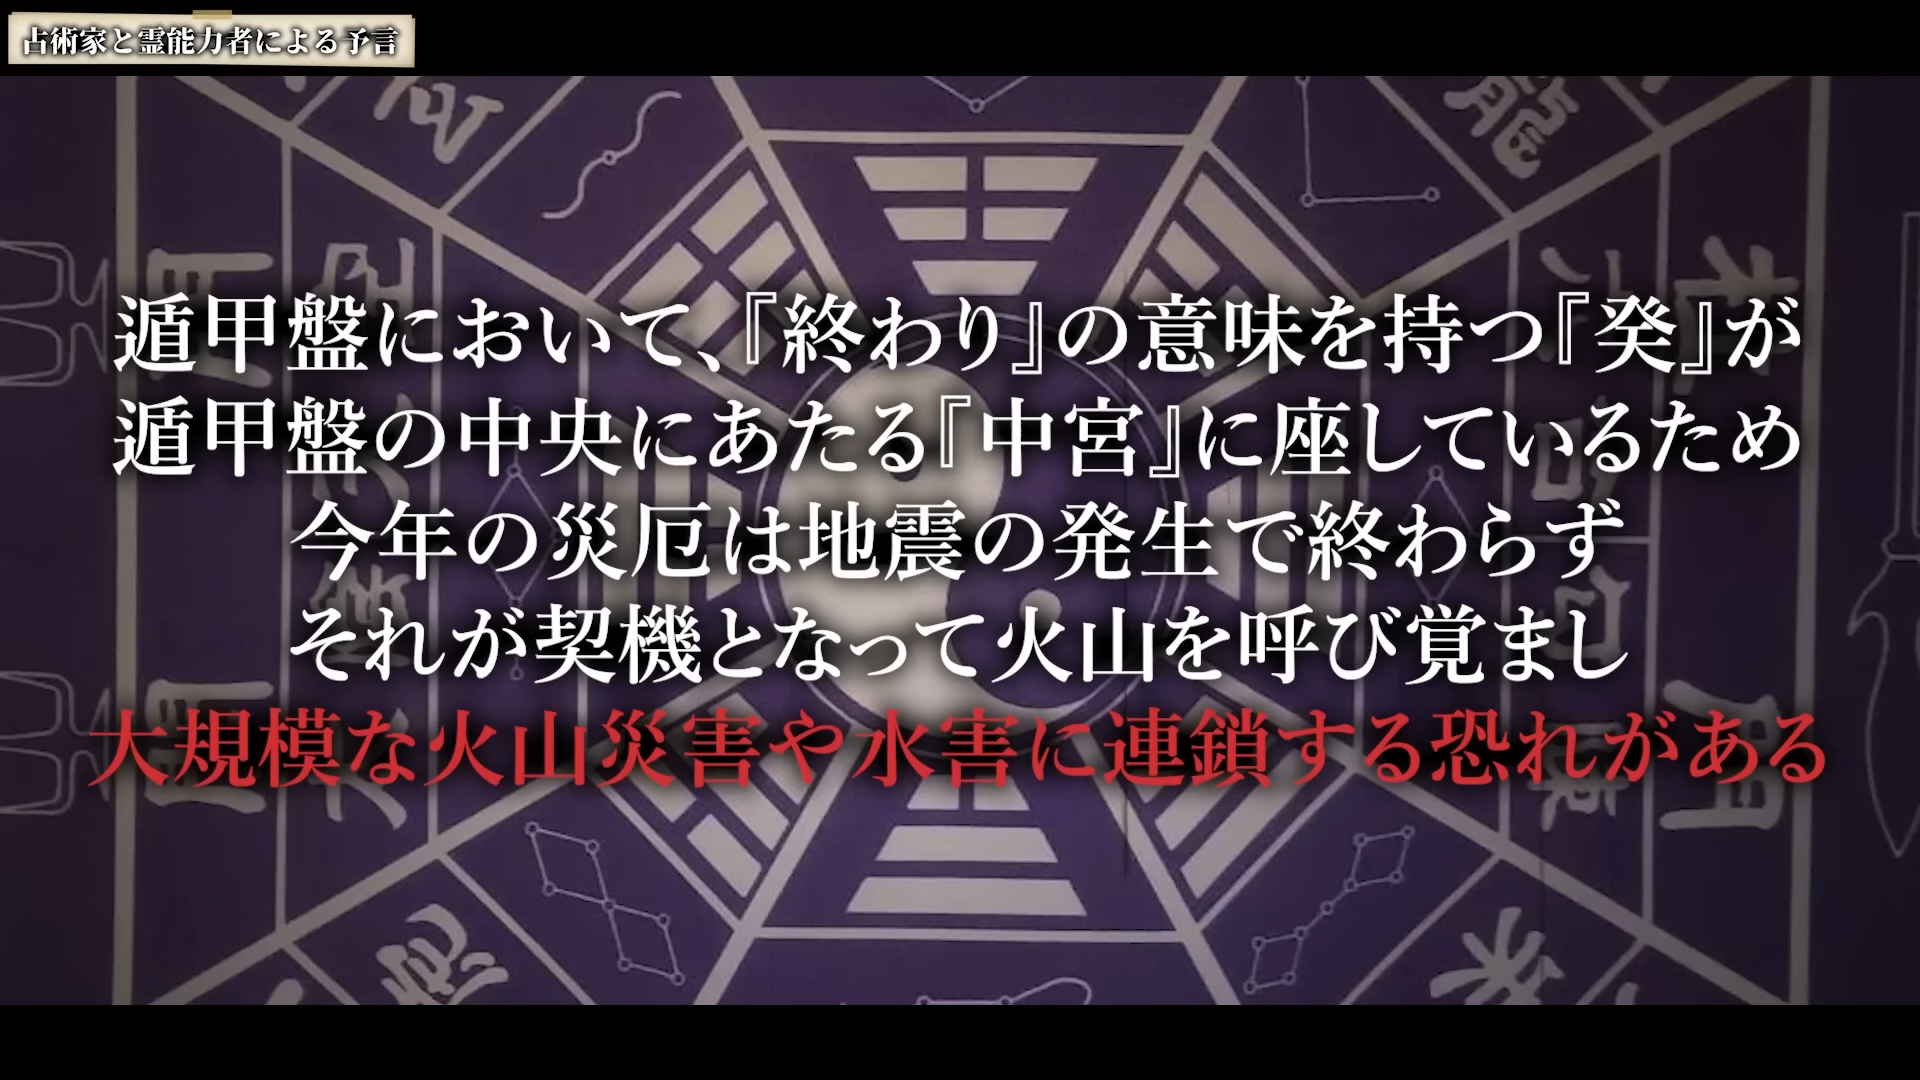 占術家と霊能力者による予言
遁甲盤において、『終わり』の意味を持つ『癸』が
遁甲盤の中央にあたる『中宮』に座しているため
今年の災厄は地震の発生で終わらず
それが契機となって火山を呼び覚まし
大規模な火山災害や水害に連鎖する恐れがある